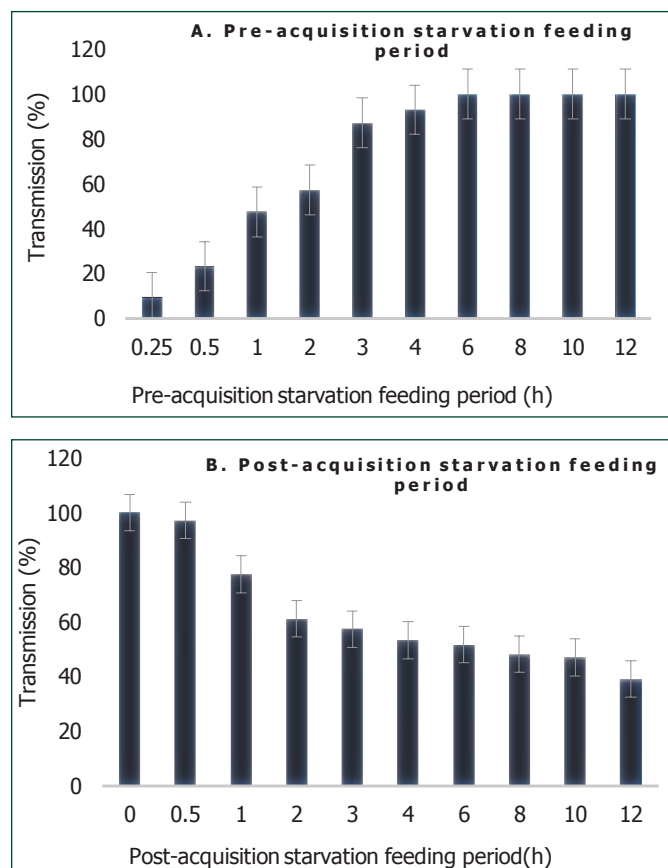 A. Pre-acquisition starvation feeding
period
120
100
80
60
40
20
0
Transmission (%)
0.25 0.5 1 2 3 4 6 8 10 12
Pre-acquisition starvation feeding period (h)
B. Post-acquisition starvation feeding
period
120
100
80
60
40
20
0
Transmission (%)
0 0.5 1 2 3 4 6 8 10 12
Post-acquisition starvation feeding period(h)